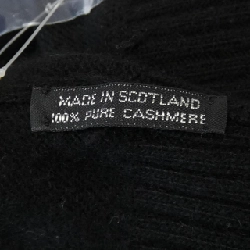 MADE IN SCOTLAND
100% PURE CASHMERE